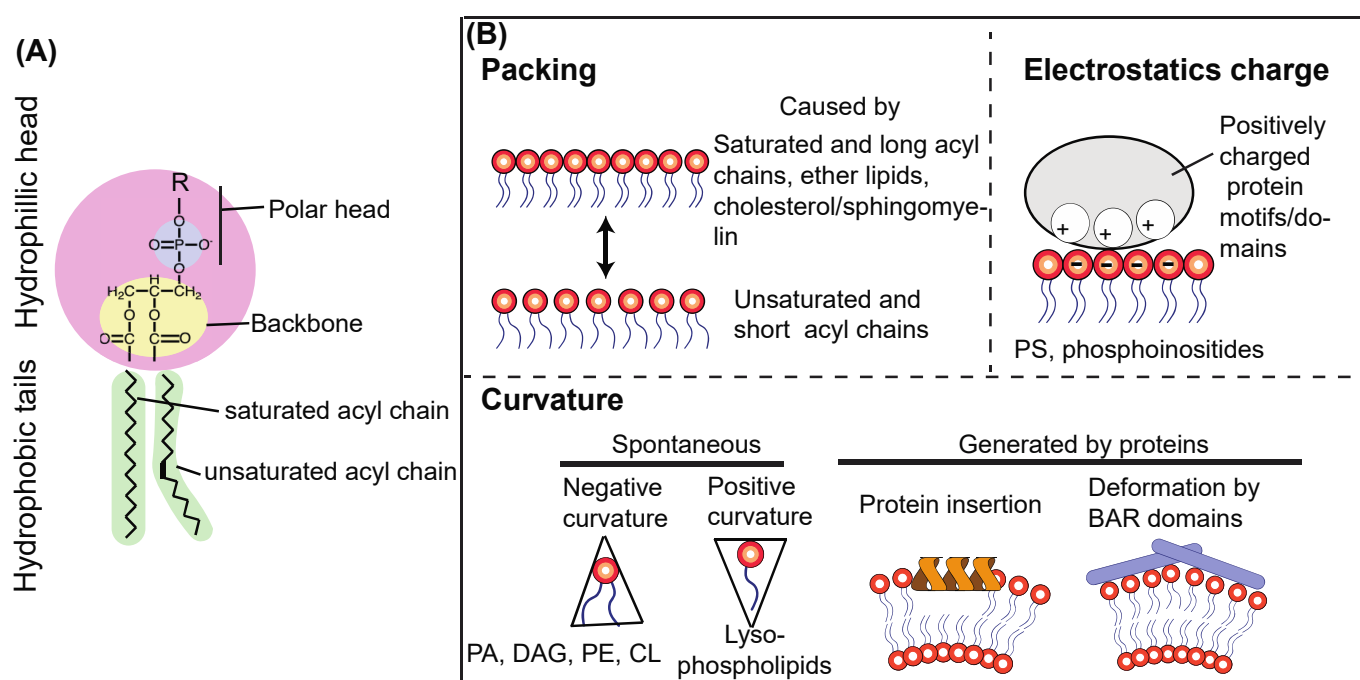 (A)
Hydrophillic head
Hydrophobic tails
R
O
O=P–O-
O
H
H₂C–C–CH₂
O O
O=C C=O
Polar head
Backbone
saturated acyl chain
unsaturated acyl chain
(B)
Packing
Caused by
Saturated and long acyl
chains, ether lipids,
cholesterol/sphingomye-
lin
Unsaturated and
short acyl chains
Electrostatics charge
Positively
charged
protein
motifs/do-
mains
+ + +
- - - -
PS, phosphoinositides
Curvature
Spontaneous
Negative
curvature
PA, DAG, PE, CL
Positive
curvature
Lyso-
phospholipids
Generated by proteins
Protein insertion
Deformation by
BAR domains